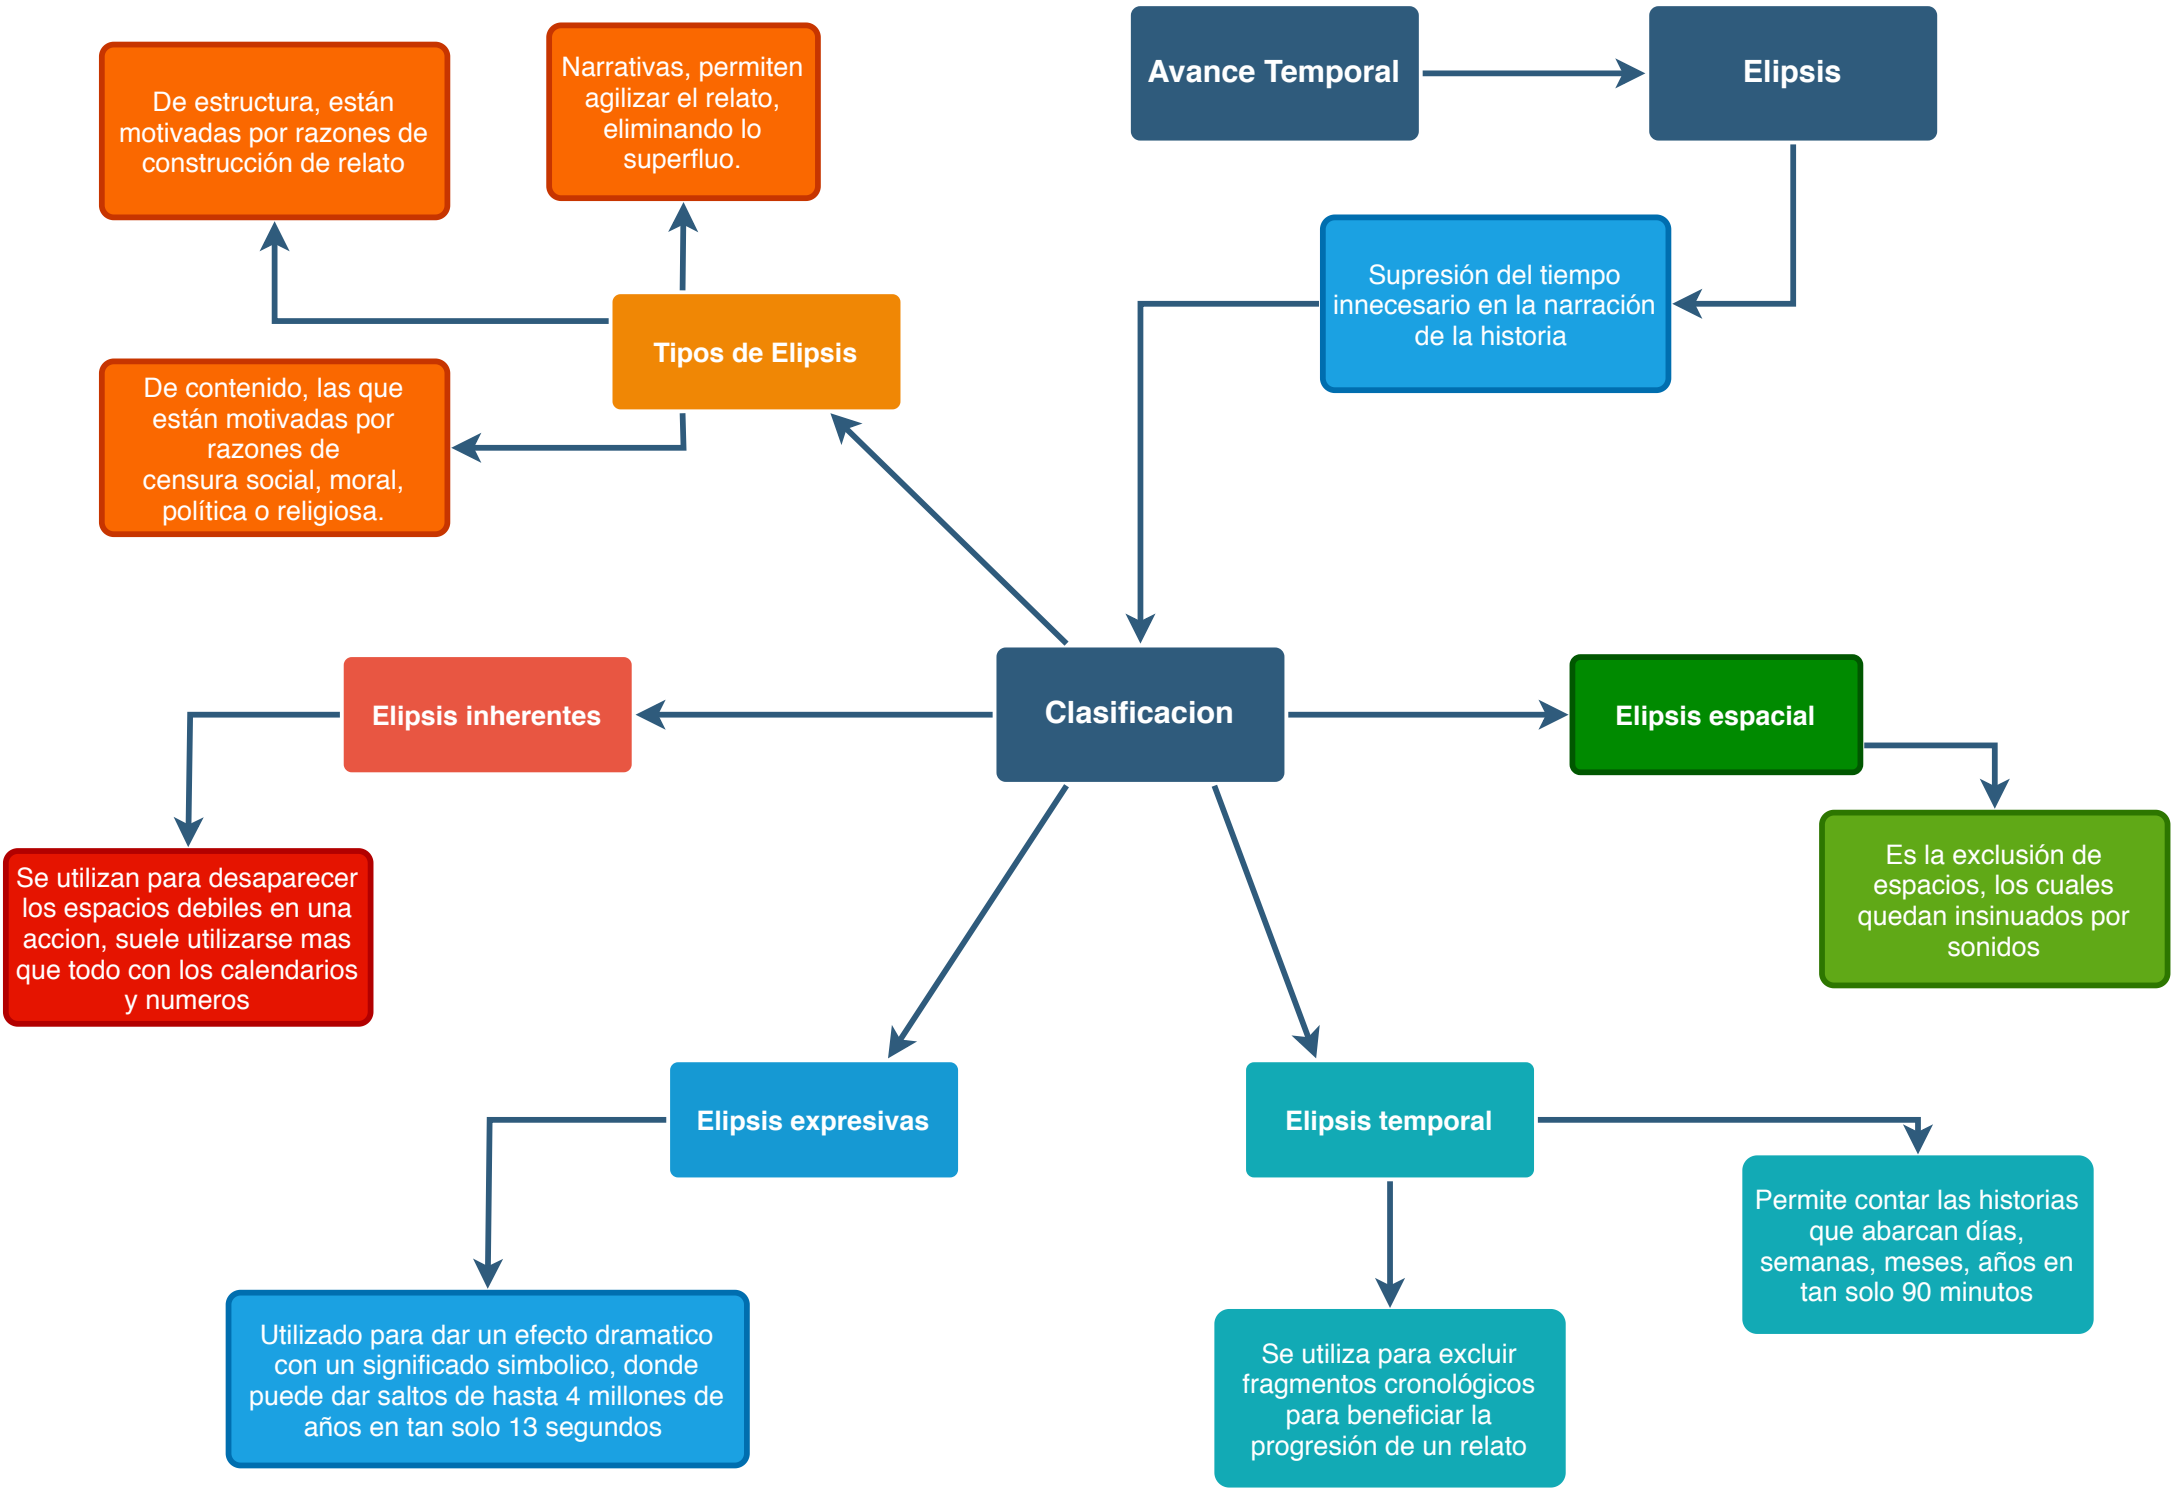 Avance Temporal
Elipsis
Supresión del tiempo
innecesario en la narración
de la historia
Narrativas, permiten
agilizar el relato,
eliminando lo
superfluo.
De estructura, están
motivadas por razones de
construcción de relato
Tipos de Elipsis
De contenido, las que
están motivadas por
razones de
censura social, moral,
política o religiosa.
Clasificacion
Elipsis inherentes
Se utilizan para desaparecer
los espacios debiles en una
accion, suele utilizarse mas
que todo con los calendarios
y numeros
Elipsis espacial
Es la exclusión de
espacios, los cuales
quedan insinuados por
sonidos
Elipsis expresivas
Utilizado para dar un efecto dramatico
con un significado simbolico, donde
puede dar saltos de hasta 4 millones de
años en tan solo 13 segundos
Elipsis temporal
Permite contar las historias
que abarcan días,
semanas, meses, años en
tan solo 90 minutos
Se utiliza para excluir
fragmentos cronológicos
para beneficiar la
progresión de un relato